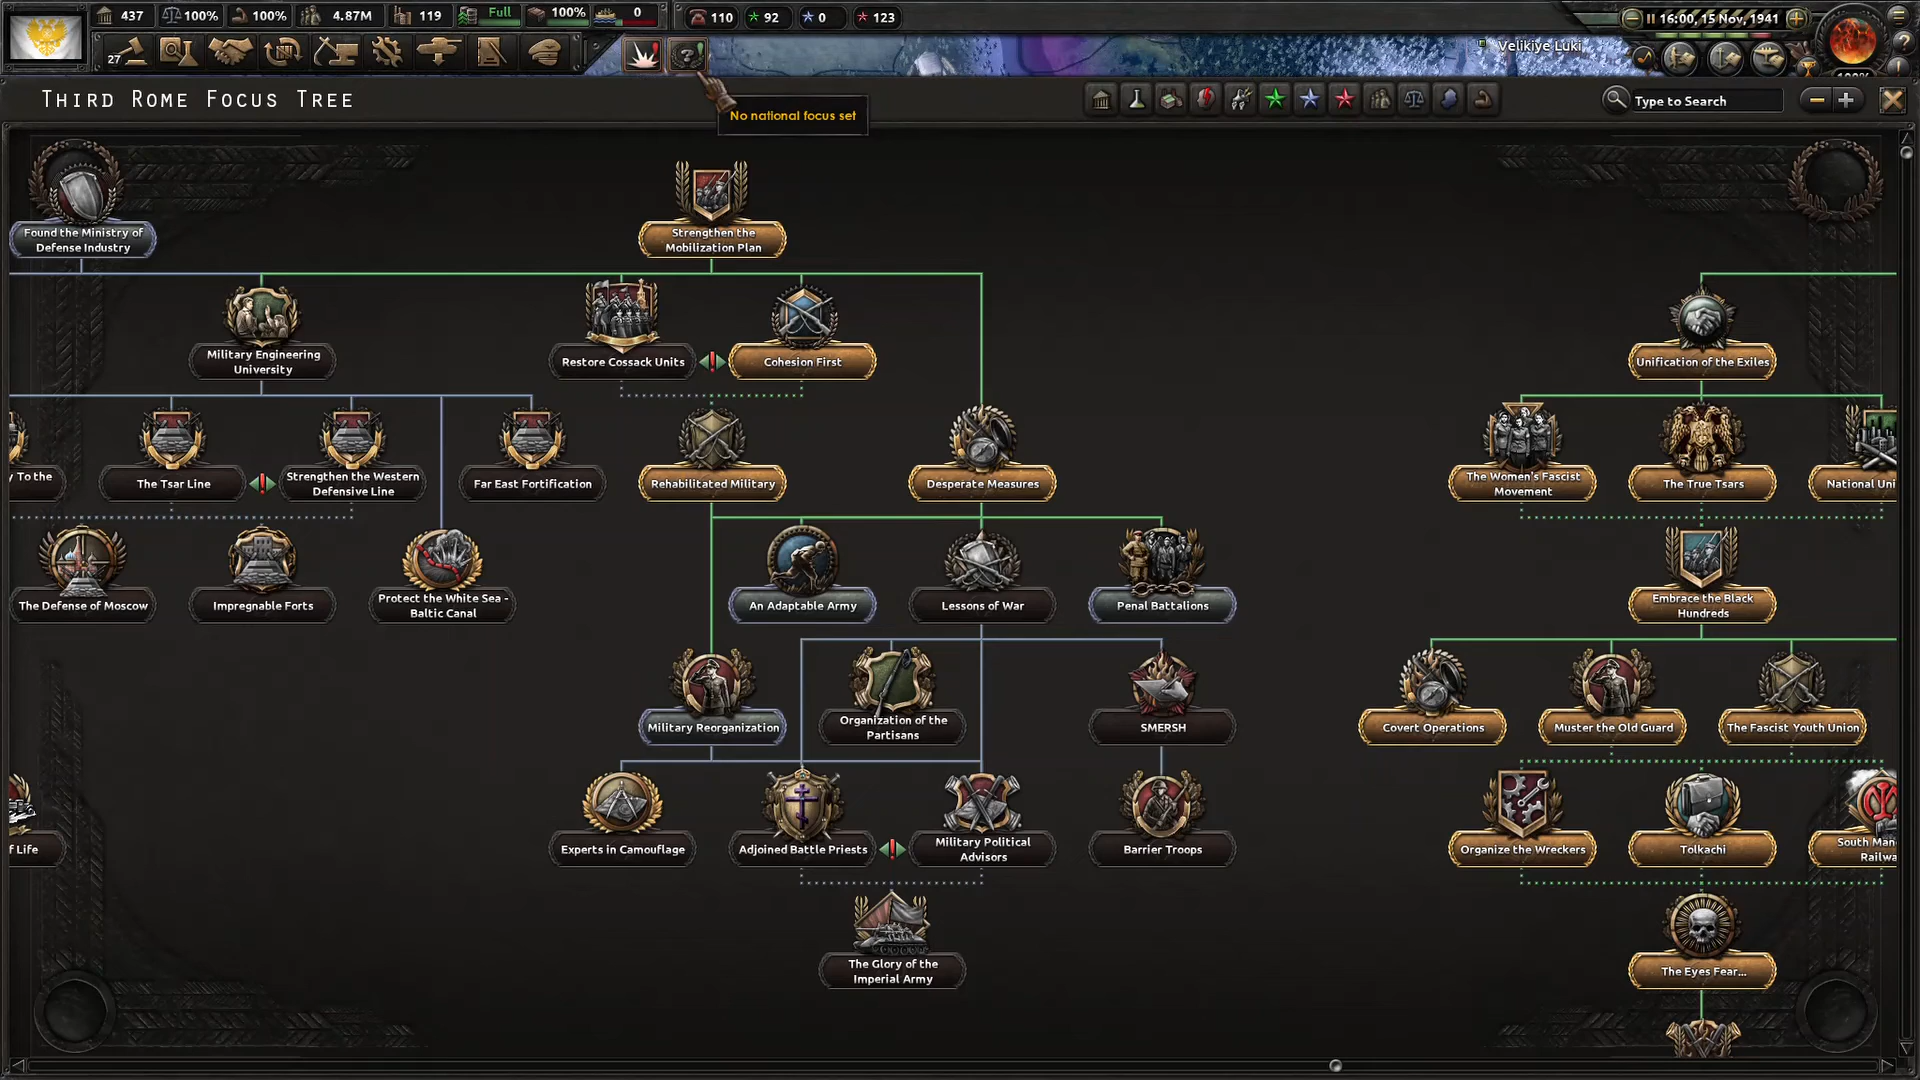 437
100%
100%
4.87M
119
Full
100%
0
110
92
0
123
16:00, 15 Nov, 1941
27
Velikiye Luki
100%
Third Rome Focus Tree
Type to Search
No national focus set
Found the Ministry of
Defense Industry
Strengthen the
Mobilization Plan
Military Engineering
University
Restore Cossack Units
Cohesion First
Unification of the Exiles
y To the
The Tsar Line
Strengthen the Western
Defensive Line
Far East Fortification
Rehabilitated Military
Desperate Measures
The Women's Fascist
Movement
The True Tsars
National Uni
The Defense of Moscow
Impregnable Forts
Protect the White Sea -
Baltic Canal
An Adaptable Army
Lessons of War
Penal Battalions
Embrace the Black
Hundreds
Military Reorganization
Organization of the
Partisans
SMERSH
Covert Operations
Muster the Old Guard
The Fascist Youth Union
f Life
Experts in Camouflage
Adjoined Battle Priests
Military Political
Advisors
Barrier Troops
Organize the Wreckers
Tolkachi
South Man
Railwa
The Glory of the
Imperial Army
The Eyes Fear...